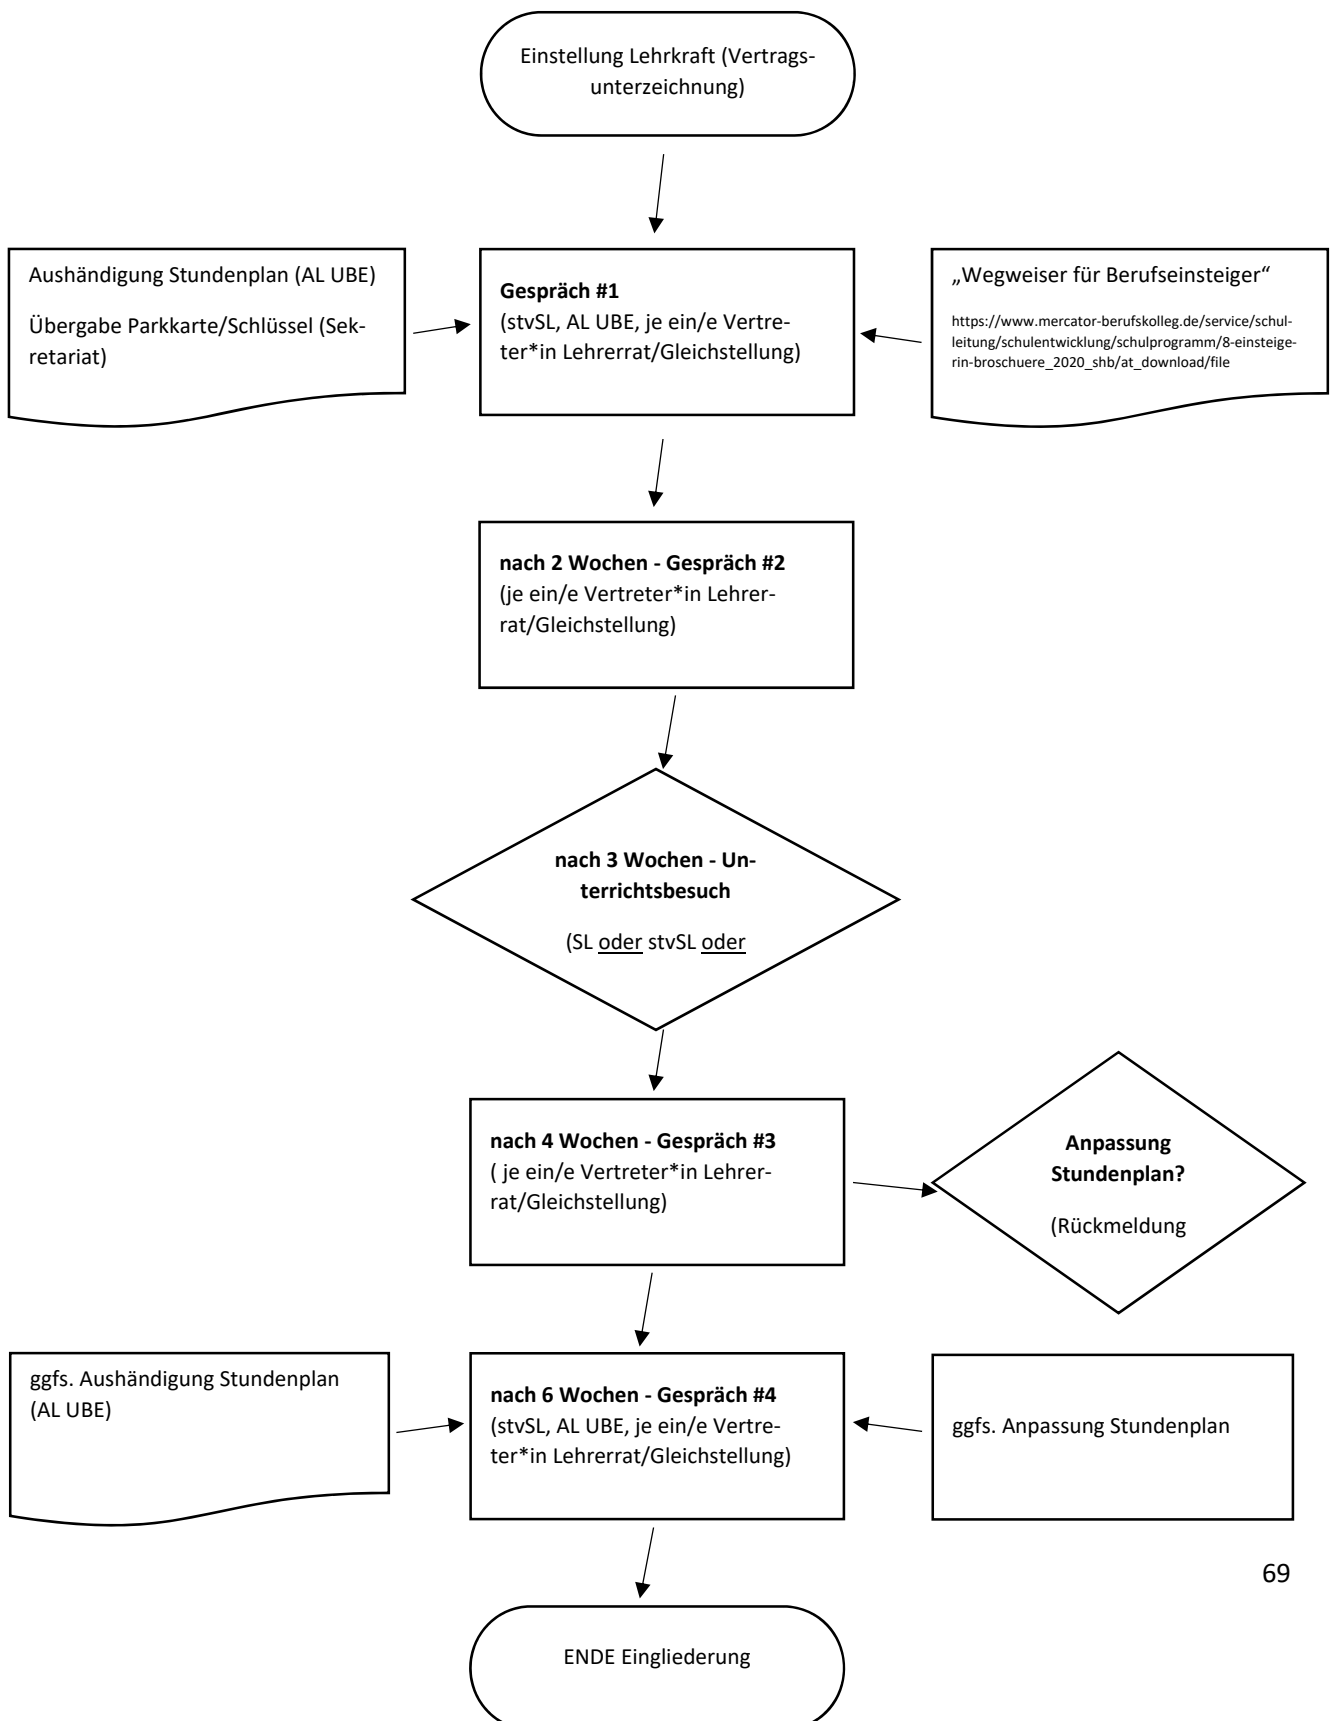 Einstellung Lehrkraft (Vertrags-
unterzeichnung)
Aushändigung Stundenplan (AL UBE)
Übergabe Parkkarte/Schlüssel (Sek-
retariat)
Gespräch #1
(stvSL, AL UBE, je ein/e Vertre-
ter*in Lehrerrat/Gleichstellung)
„Wegweiser für Berufseinsteiger“
https://www.mercator-berufskolleg.de/service/schul-
leitung/schulentwicklung/schulprogramm/8-einsteige-
rin-broschuere_2020_shb/at_download/file
nach 2 Wochen - Gespräch #2
(je ein/e Vertreter*in Lehrer-
rat/Gleichstellung)
nach 3 Wochen - Un-
terrichtsbesuch
(SL oder stvSL oder
nach 4 Wochen - Gespräch #3
( je ein/e Vertreter*in Lehrer-
rat/Gleichstellung)
Anpassung
Stundenplan?
(Rückmeldung
ggfs. Aushändigung Stundenplan
(AL UBE)
nach 6 Wochen - Gespräch #4
(stvSL, AL UBE, je ein/e Vertre-
ter*in Lehrerrat/Gleichstellung)
ggfs. Anpassung Stundenplan
69
ENDE Eingliederung